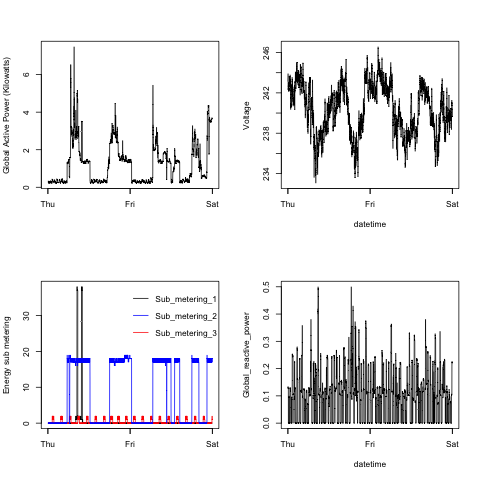 Global Active Power (Kilowatts)
6
4
2
0
Thu
Fri
Sat
Voltage
246
242
238
234
Thu
Fri
Sat
datetime
Energy sub metering
30
20
10
0
Sub_metering_1
Sub_metering_2
Sub_metering_3
Thu
Fri
Sat
Global_reactive_power
0.5
0.4
0.3
0.2
0.1
0.0
Thu
Fri
Sat
datetime